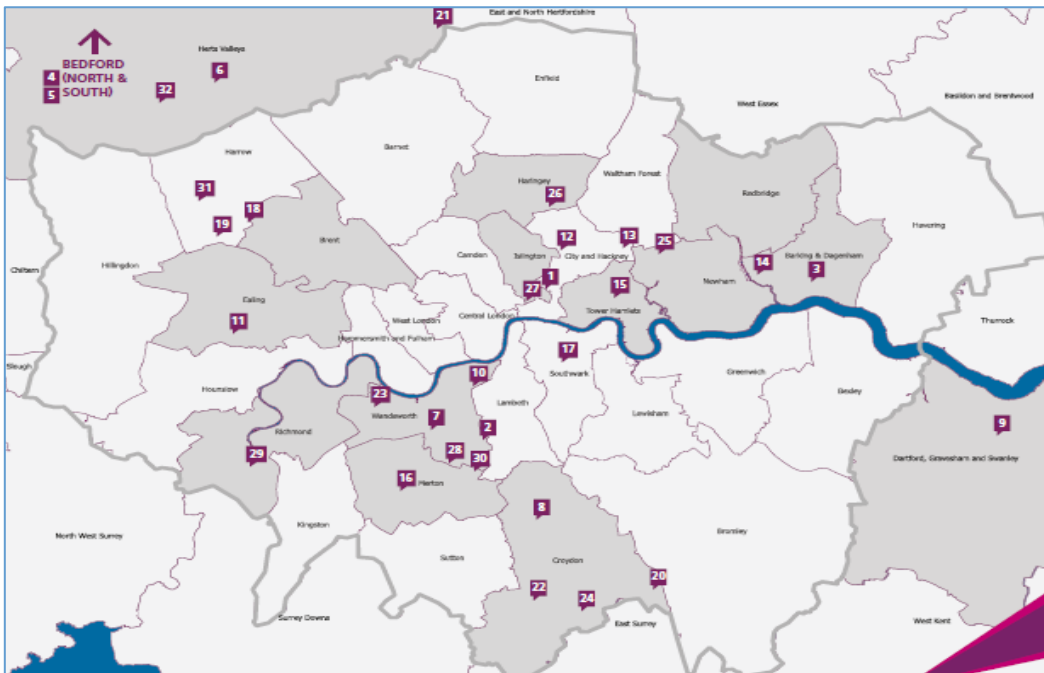 21
East and North Hertfordshire
Herts Valleys
BEDFORD
4
(NORTH &
5
SOUTH)
6
32
Enfield
West Essex
Basildon and Brentwood
Barnet
Harrow
31
18
19
Haringey
26
Waltham Forest
Redbridge
Havering
Brent
Camden
Islington
12
13
25
City and Hackney
1
27
15
14
Barking & Dagenham
3
Newham
Tower Hamlets
Chiltern
Hillingdon
Ealing
11
West London
Central London
Hammersmith and Fulham
Thurrock
Slough
Hounslow
17
Southwark
Greenwich
Bexley
10
23
Wandsworth
7
Lambeth
2
Lewisham
Richmond
29
28
30
16
Merton
9
Dartford, Gravesham and Swanley
Kingston
8
Bromley
North West Surrey
Sutton
Croydon
20
22
24
Surrey Downs
East Surrey
West Kent